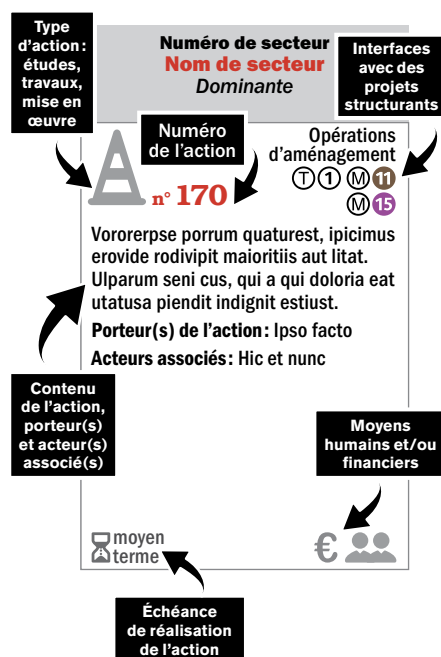 Type
d'action :
études,
travaux,
mise en
œuvre
Numéro de secteur
Nom de secteur
Dominante
Interfaces
avec des
projets
structurants
Numéro
de l'action
n° 170
Opérations
d'aménagement
T 1 M 11
M 15
Vororerpse porrum quaturest, ipicimus
erovide rodivipit maioritiis aut litat.
Ulparum seni cus, qui a qui doloria eat
utatusa piendit indignit estiust.
Porteur(s) de l'action : Ipso facto
Acteurs associés : Hic et nunc
Contenu
de l'action,
porteur(s)
et acteur(s)
associé(s)
Moyens
humains et/ou
financiers
moyen
terme
€
Échéance
de réalisation
de l'action